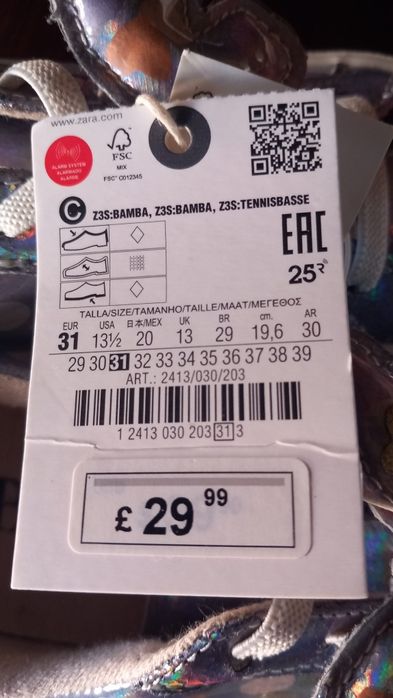 www.zara.com
ALARM SYSTEM
ALARMADO
ALARME
FSC
MIX
FSC® C012345
C Z3S:BAMBA, Z3S:BAMBA, Z3S:TENNISBASSE
EAC
25R
TALLA/SIZE/TAMANHO/TAILLE/MAAT/ΜΕΓΕΘΟΣ
EUR USA 日本/MEX UK BR cm. AR
31 13½ 20 13 29 19,6 30
29 30 31 32 33 34 35 36 37 38 39
ART.: 2413/030/203
1 2413 030 203 31 3
£ 29 99